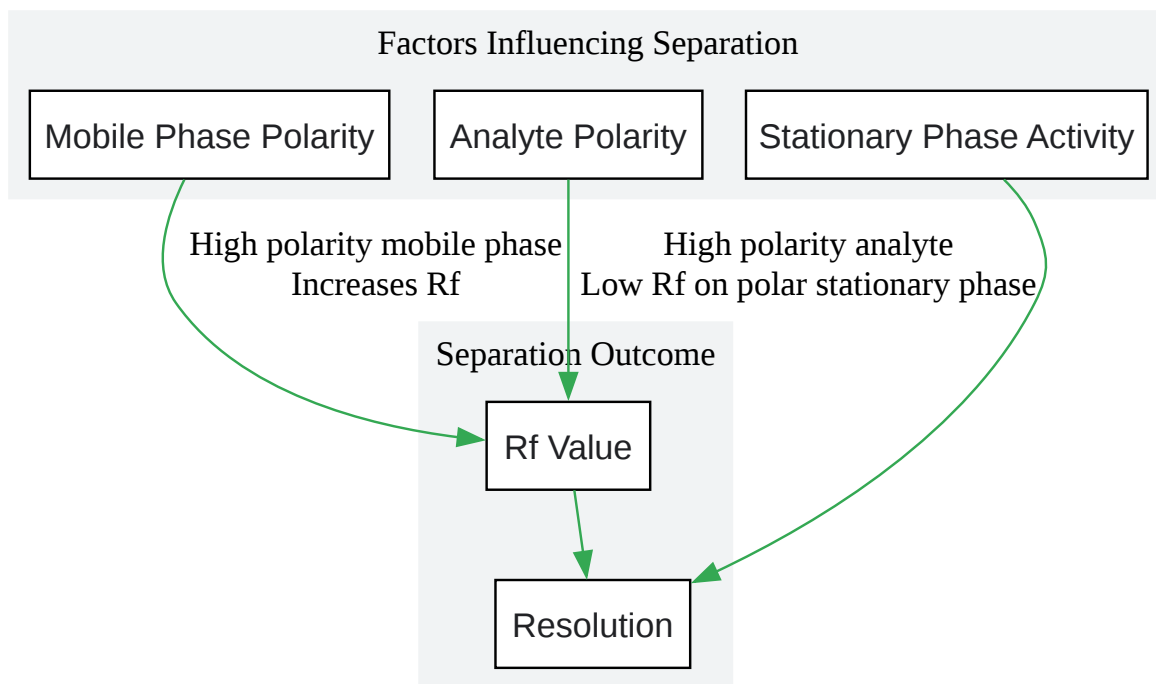 Factors Influencing Separation
Mobile Phase Polarity
Analyte Polarity
Stationary Phase Activity
High polarity mobile phase
Increases Rf
High polarity analyte
Low Rf on polar stationary phase
Separation Outcome
Rf Value
Resolution